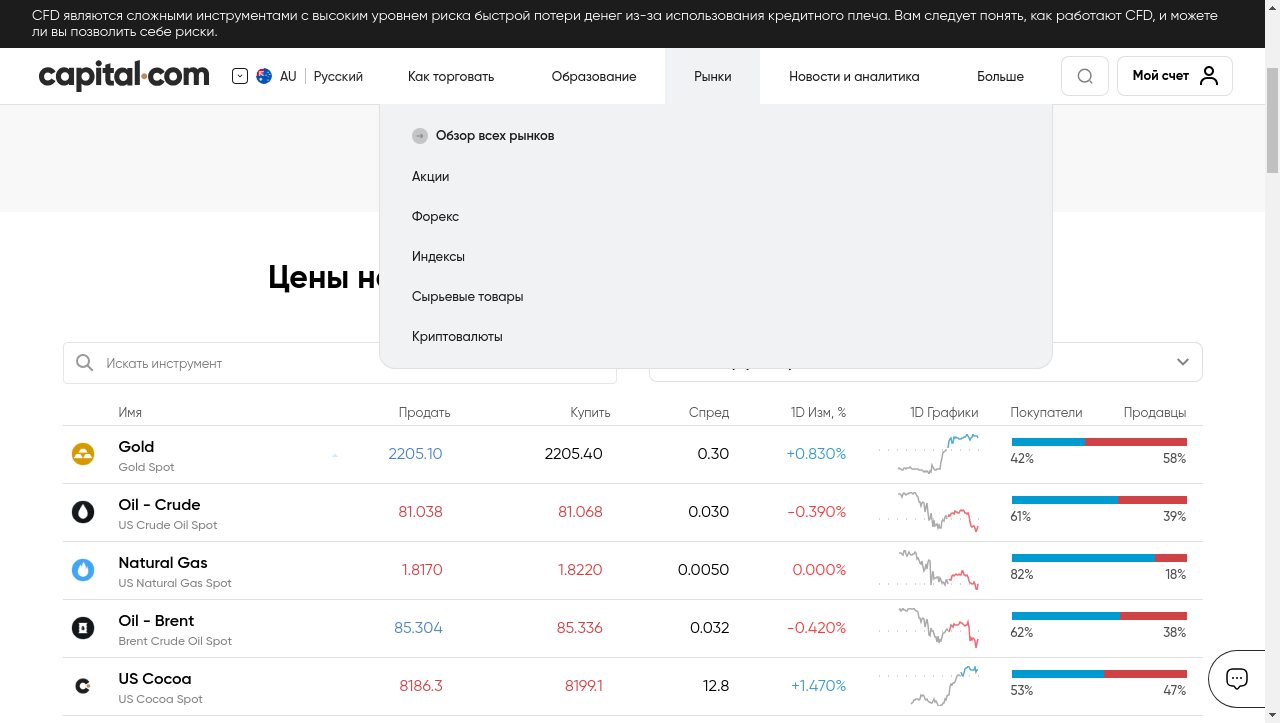 CFD являются сложными инструментами с высоким уровнем риска быстрой потери денег из-за использования кредитного плеча. Вам следует понять, как работают CFD, и можете
ли вы позволить себе риски.
capital.com AU Русский Как торговать Образование Рынки Новости и аналитика Больше Мой счет
Обзор всех рынков
Акции
Форекс
Индексы
Сырьевые товары
Криптовалюты
Цены
Искать инструмент
Имя Продать Купить Спред 1D Изм, % 1D Графики Покупатели Продавцы
Gold 2205.10 2205.40 0.30 +0.830%
Gold Spot 42% 58%
Oil - Crude 81.038 81.068 0.030 -0.390%
US Crude Oil Spot 61% 39%
Natural Gas 1.8170 1.8220 0.0050 0.000%
US Natural Gas Spot 82% 18%
Oil - Brent 85.304 85.336 0.032 -0.420%
Brent Crude Oil Spot 62% 38%
US Cocoa 8186.3 8199.1 12.8 +1.470%
US Cocoa Spot 53% 47%